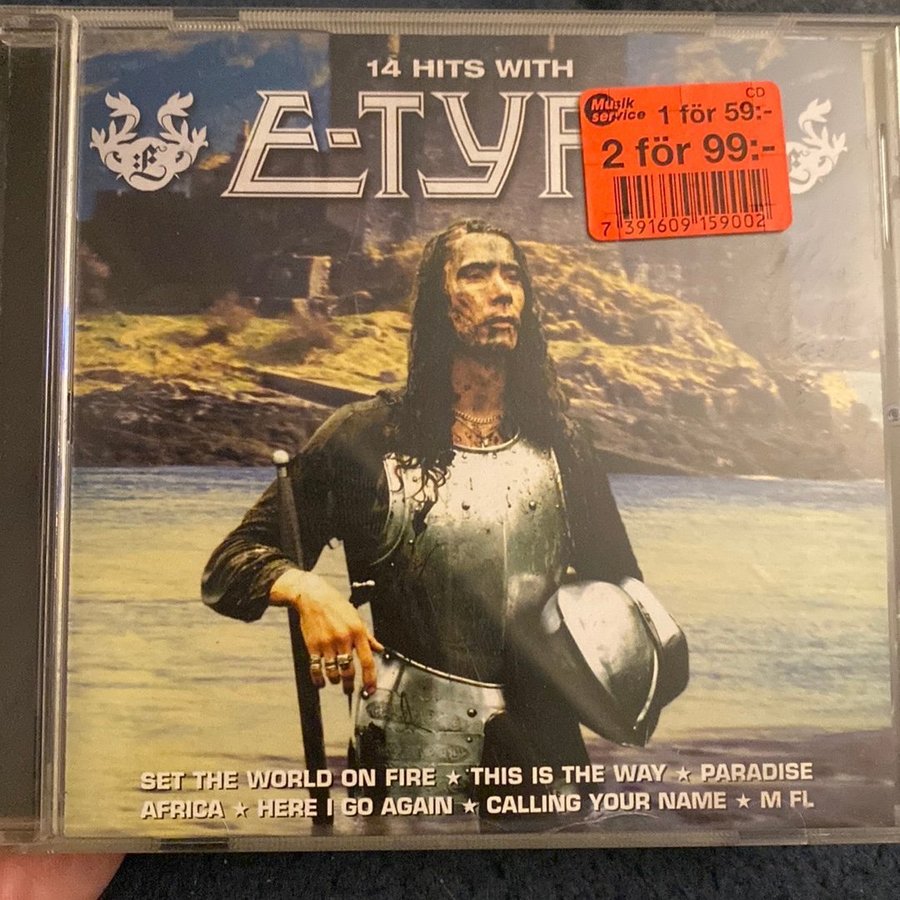 14 HITS WITH
E-TYP
:E
Musik service
CD
1 för 59:-
2 för 99:-
7 391609 159002
SET THE WORLD ON FIRE ★ THIS IS THE WAY ★ PARADISE
AFRICA ★ HERE I GO AGAIN ★ CALLING YOUR NAME ★ M FL